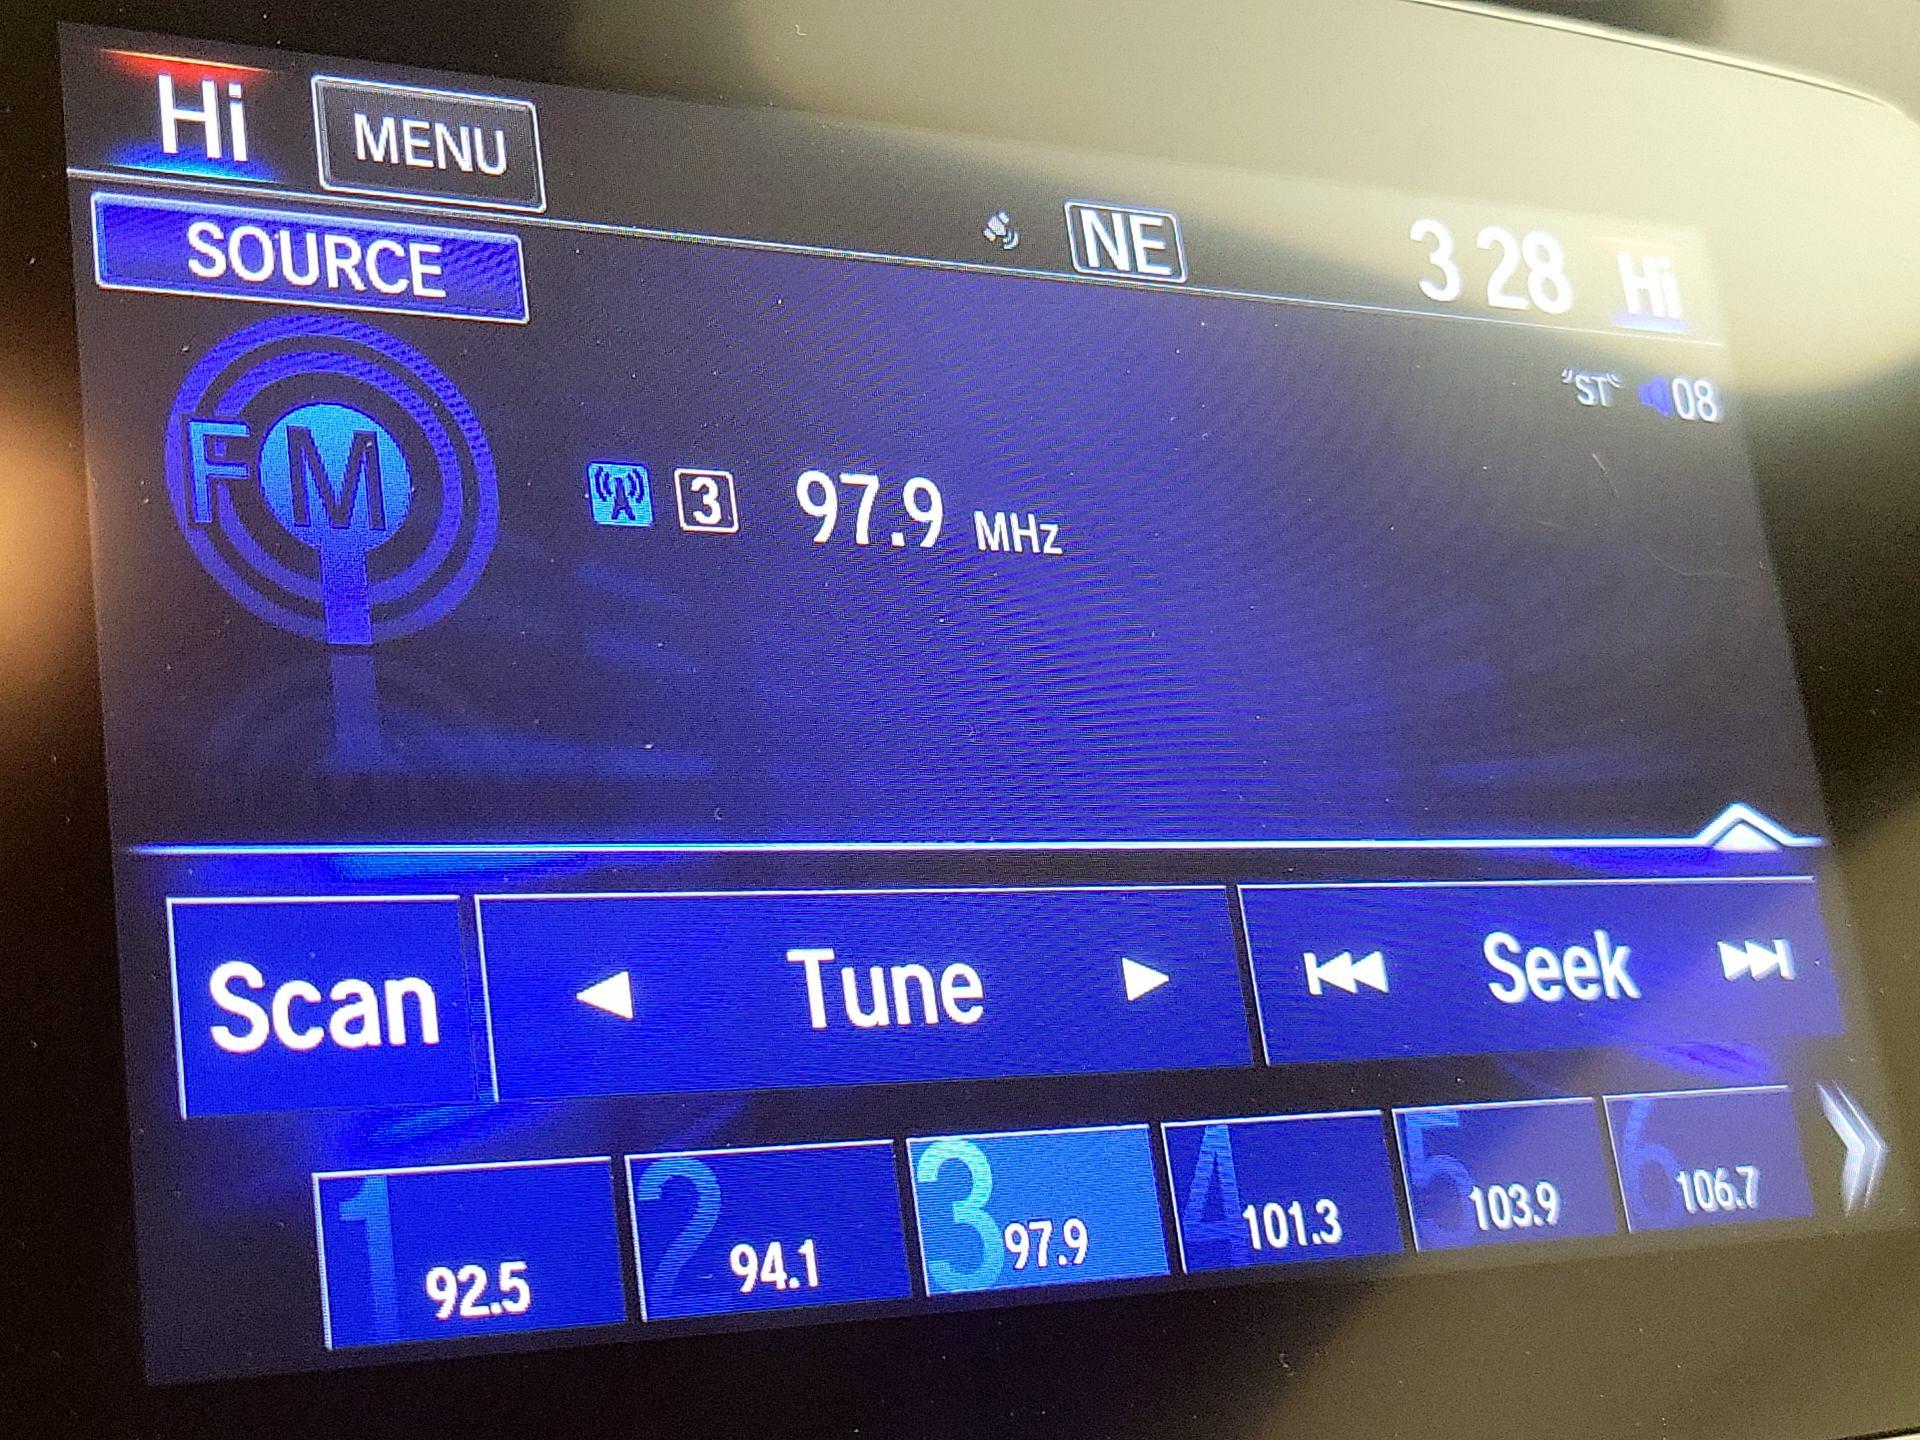 Hi MENU
NE 3 28 Hi
SOURCE
ST 08
FM
3 97.9 MHz
Scan Tune Seek
1 92.5 2 94.1 3 97.9 4 101.3 5 103.9 6 106.7